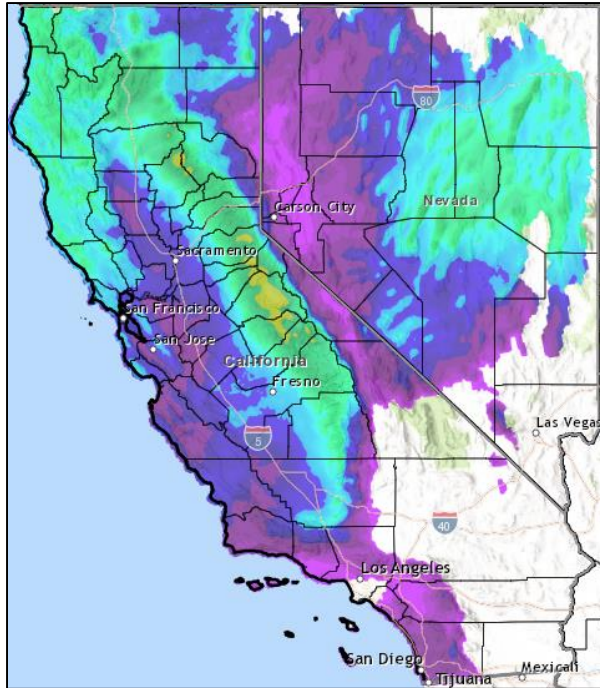 80
Nevada
Carson City
Sacramento
San Francisco
San Jose
California
Fresno
5
Las Vegas
40
Los Angeles
San Diego
Tijuana
Mexicali